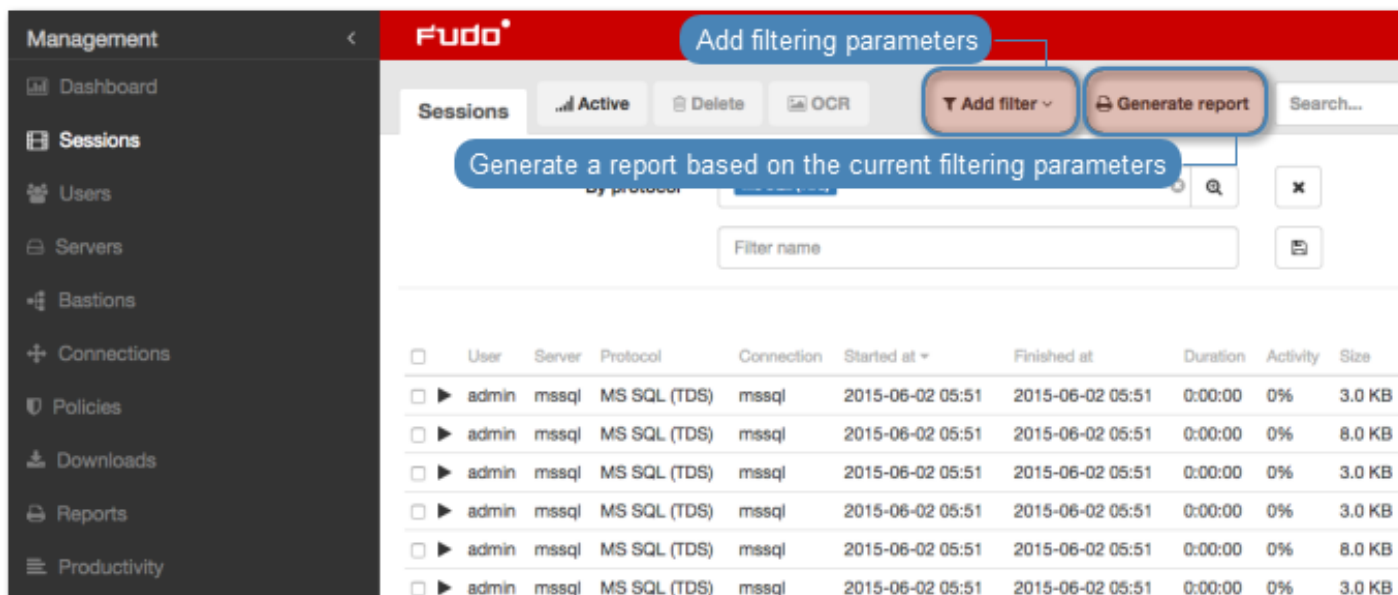 Management
Fudo
Add filtering parameters
Dashboard
Sessions
Active
Delete
OCR
Add filter
Generate report
Search...
Sessions
Generate a report based on the current filtering parameters
Users
By protocol
Servers
Filter name
Bastions
Connections
User Server Protocol Connection Started at Finished at Duration Activity Size
admin mssql MS SQL (TDS) mssql 2015-06-02 05:51 2015-06-02 05:51 0:00:00 0% 3.0 KB
Policies
admin mssql MS SQL (TDS) mssql 2015-06-02 05:51 2015-06-02 05:51 0:00:00 0% 8.0 KB
Downloads
admin mssql MS SQL (TDS) mssql 2015-06-02 05:51 2015-06-02 05:51 0:00:00 0% 3.0 KB
Reports
admin mssql MS SQL (TDS) mssql 2015-06-02 05:51 2015-06-02 05:51 0:00:00 0% 3.0 KB
admin mssql MS SQL (TDS) mssql 2015-06-02 05:51 2015-06-02 05:51 0:00:00 0% 8.0 KB
Productivity
admin mssql MS SQL (TDS) mssql 2015-06-02 05:51 2015-06-02 05:51 0:00:00 0% 3.0 KB